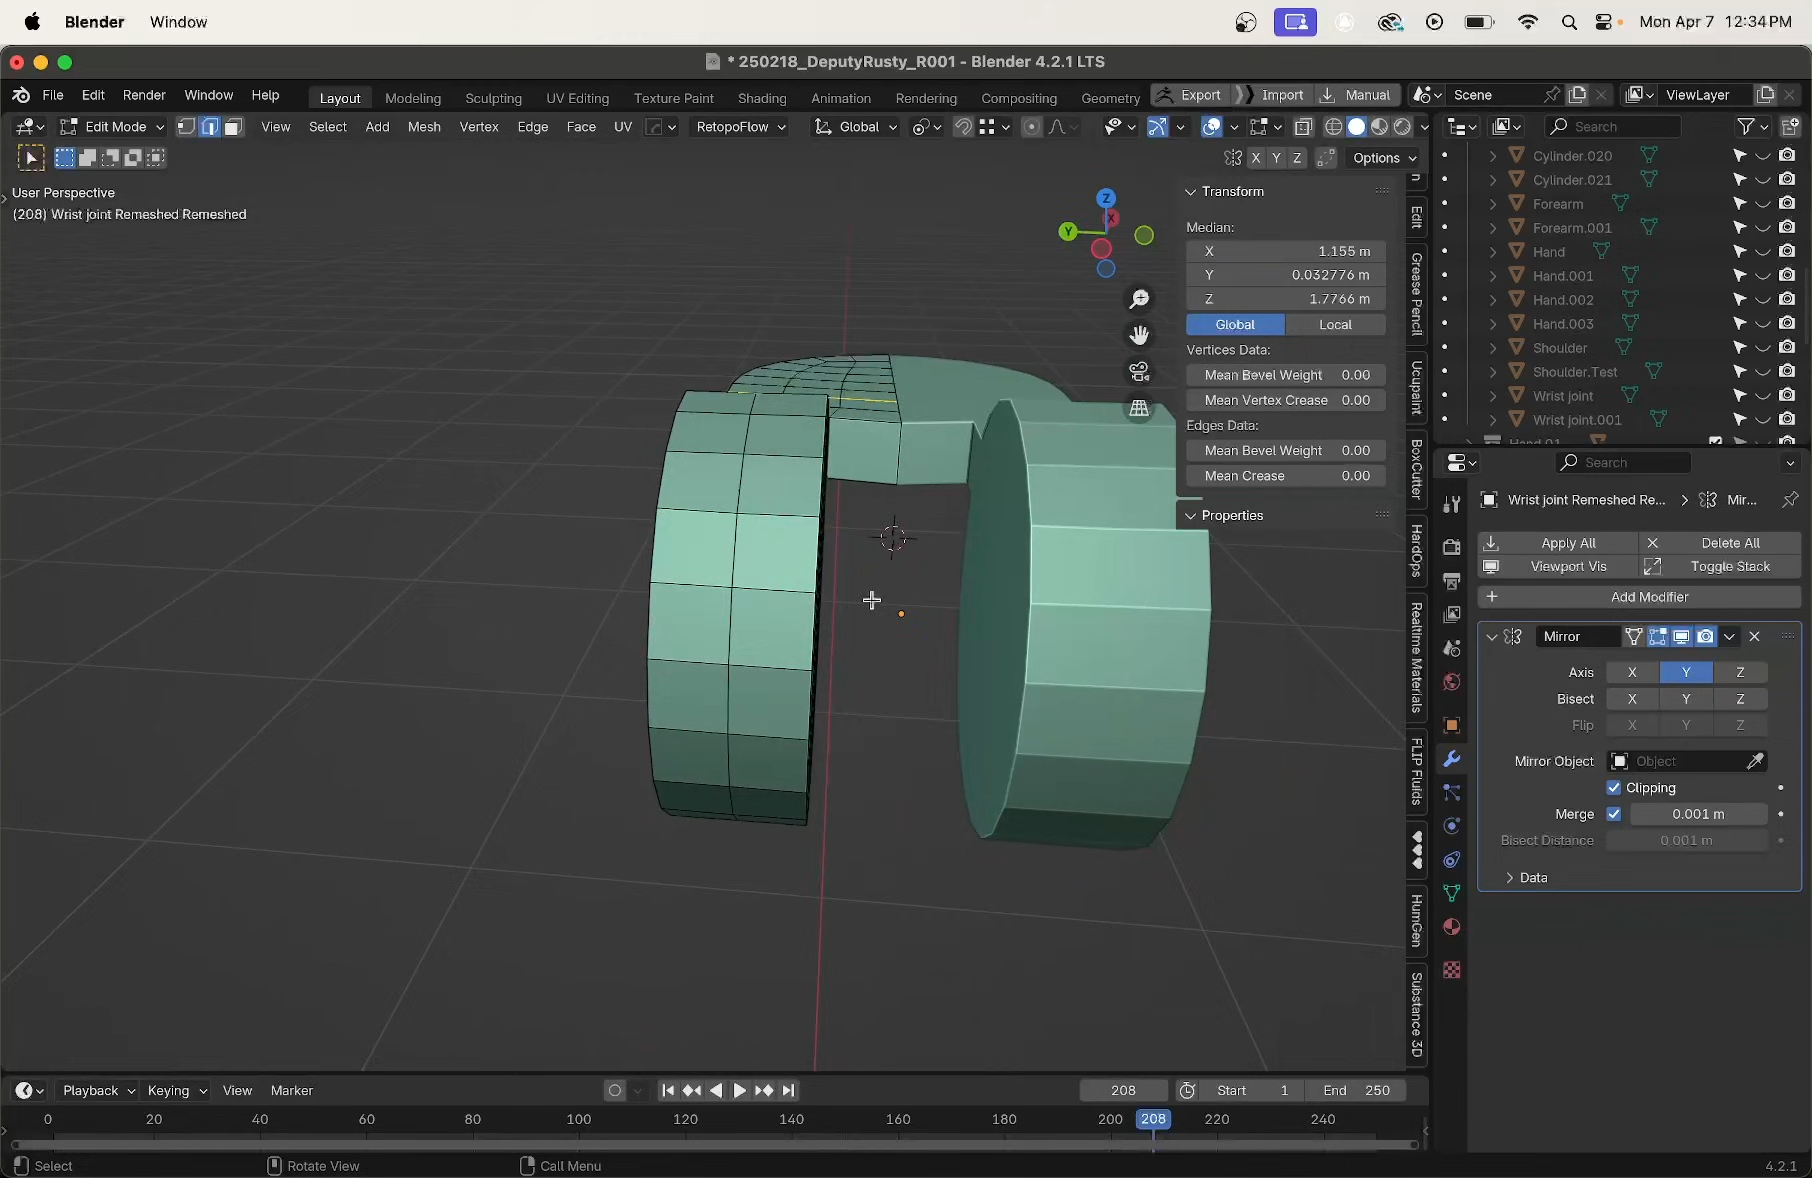 Blender Window Mon Apr 7 12:34 PM
* 250218_DeputyRusty_R001 - Blender 4.2.1 LTS
File Edit Render Window Help Layout Modeling Sculpting UV Editing Texture Paint Shading Animation Rendering Compositing Geometry Export Import Manual Scene ViewLayer
Edit Mode View Select Add Mesh Vertex Edge Face UV RetopoFlow Global Search
X Y Z Options
User Perspective
(208) Wrist joint Remeshed Remeshed
Z
X
Y
Transform
Median:
X 1.155 m
Y 0.032776 m
Z 1.7766 m
Global Local
Vertices Data:
Mean Bevel Weight 0.00
Mean Vertex Crease 0.00
Edges Data:
Mean Bevel Weight 0.00
Mean Crease 0.00
Properties
Edit
Grease Pencil
Ucupaint
BoxCutter
HardOps
Realtime Materials
FLIP Fluids
♥♥♥
HumGen
Substance 3D
Cylinder.020
Cylinder.021
Forearm
Forearm.001
Hand
Hand.001
Hand.002
Hand.003
Shoulder
Shoulder.Test
Wrist joint
Wrist joint.001
Search
Wrist joint Remeshed Re... Mir...
Apply All Delete All
Viewport Vis Toggle Stack
Add Modifier
Mirror
Axis X Y Z
Bisect X Y Z
Flip X Y Z
Mirror Object Object
Clipping
Merge 0.001 m
Bisect Distance 0.001 m
Data
Playback Keying View Marker 208 Start 1 End 250
0 20 40 60 80 100 120 140 160 180 200 208 220 240
Select Rotate View Call Menu 4.2.1